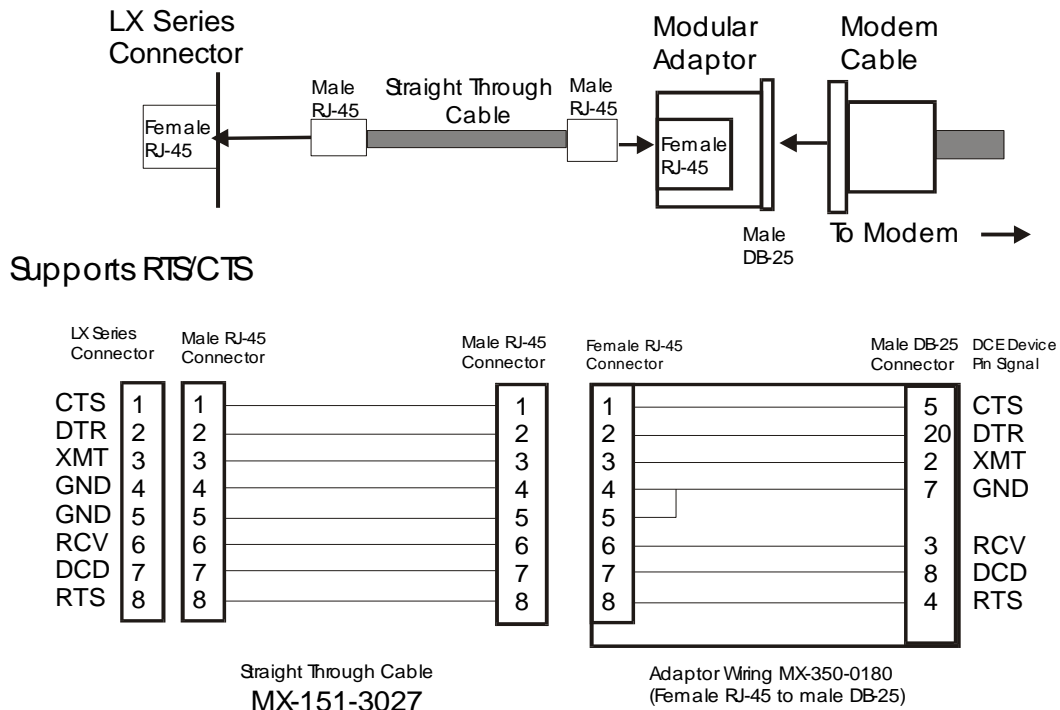 LX Series
Connector
Modular
Adaptor
Modem
Cable
Male
RJ-45
Straight Through
Cable
Male
RJ-45
Female
RJ-45
Female
RJ-45
Male
DB-25
To Modem
Supports RTS/CTS
LX Series
Connector
Male RJ-45
Connector
Male RJ-45
Connector
Female RJ-45
Connector
Male DB-25
Connector
DCE Device
Pin Signal
CTS 1 1 1 1 5 CTS
DTR 2 2 2 2 20 DTR
XMT 3 3 3 3 2 XMT
GND 4 4 4 4 7 GND
GND 5 5 5 5
RCV 6 6 6 6 3 RCV
DCD 7 7 7 7 8 DCD
RTS 8 8 8 8 4 RTS
Straight Through Cable
MX-151-3027
Adaptor Wiring MX-350-0180
(Female RJ-45 to male DB-25)